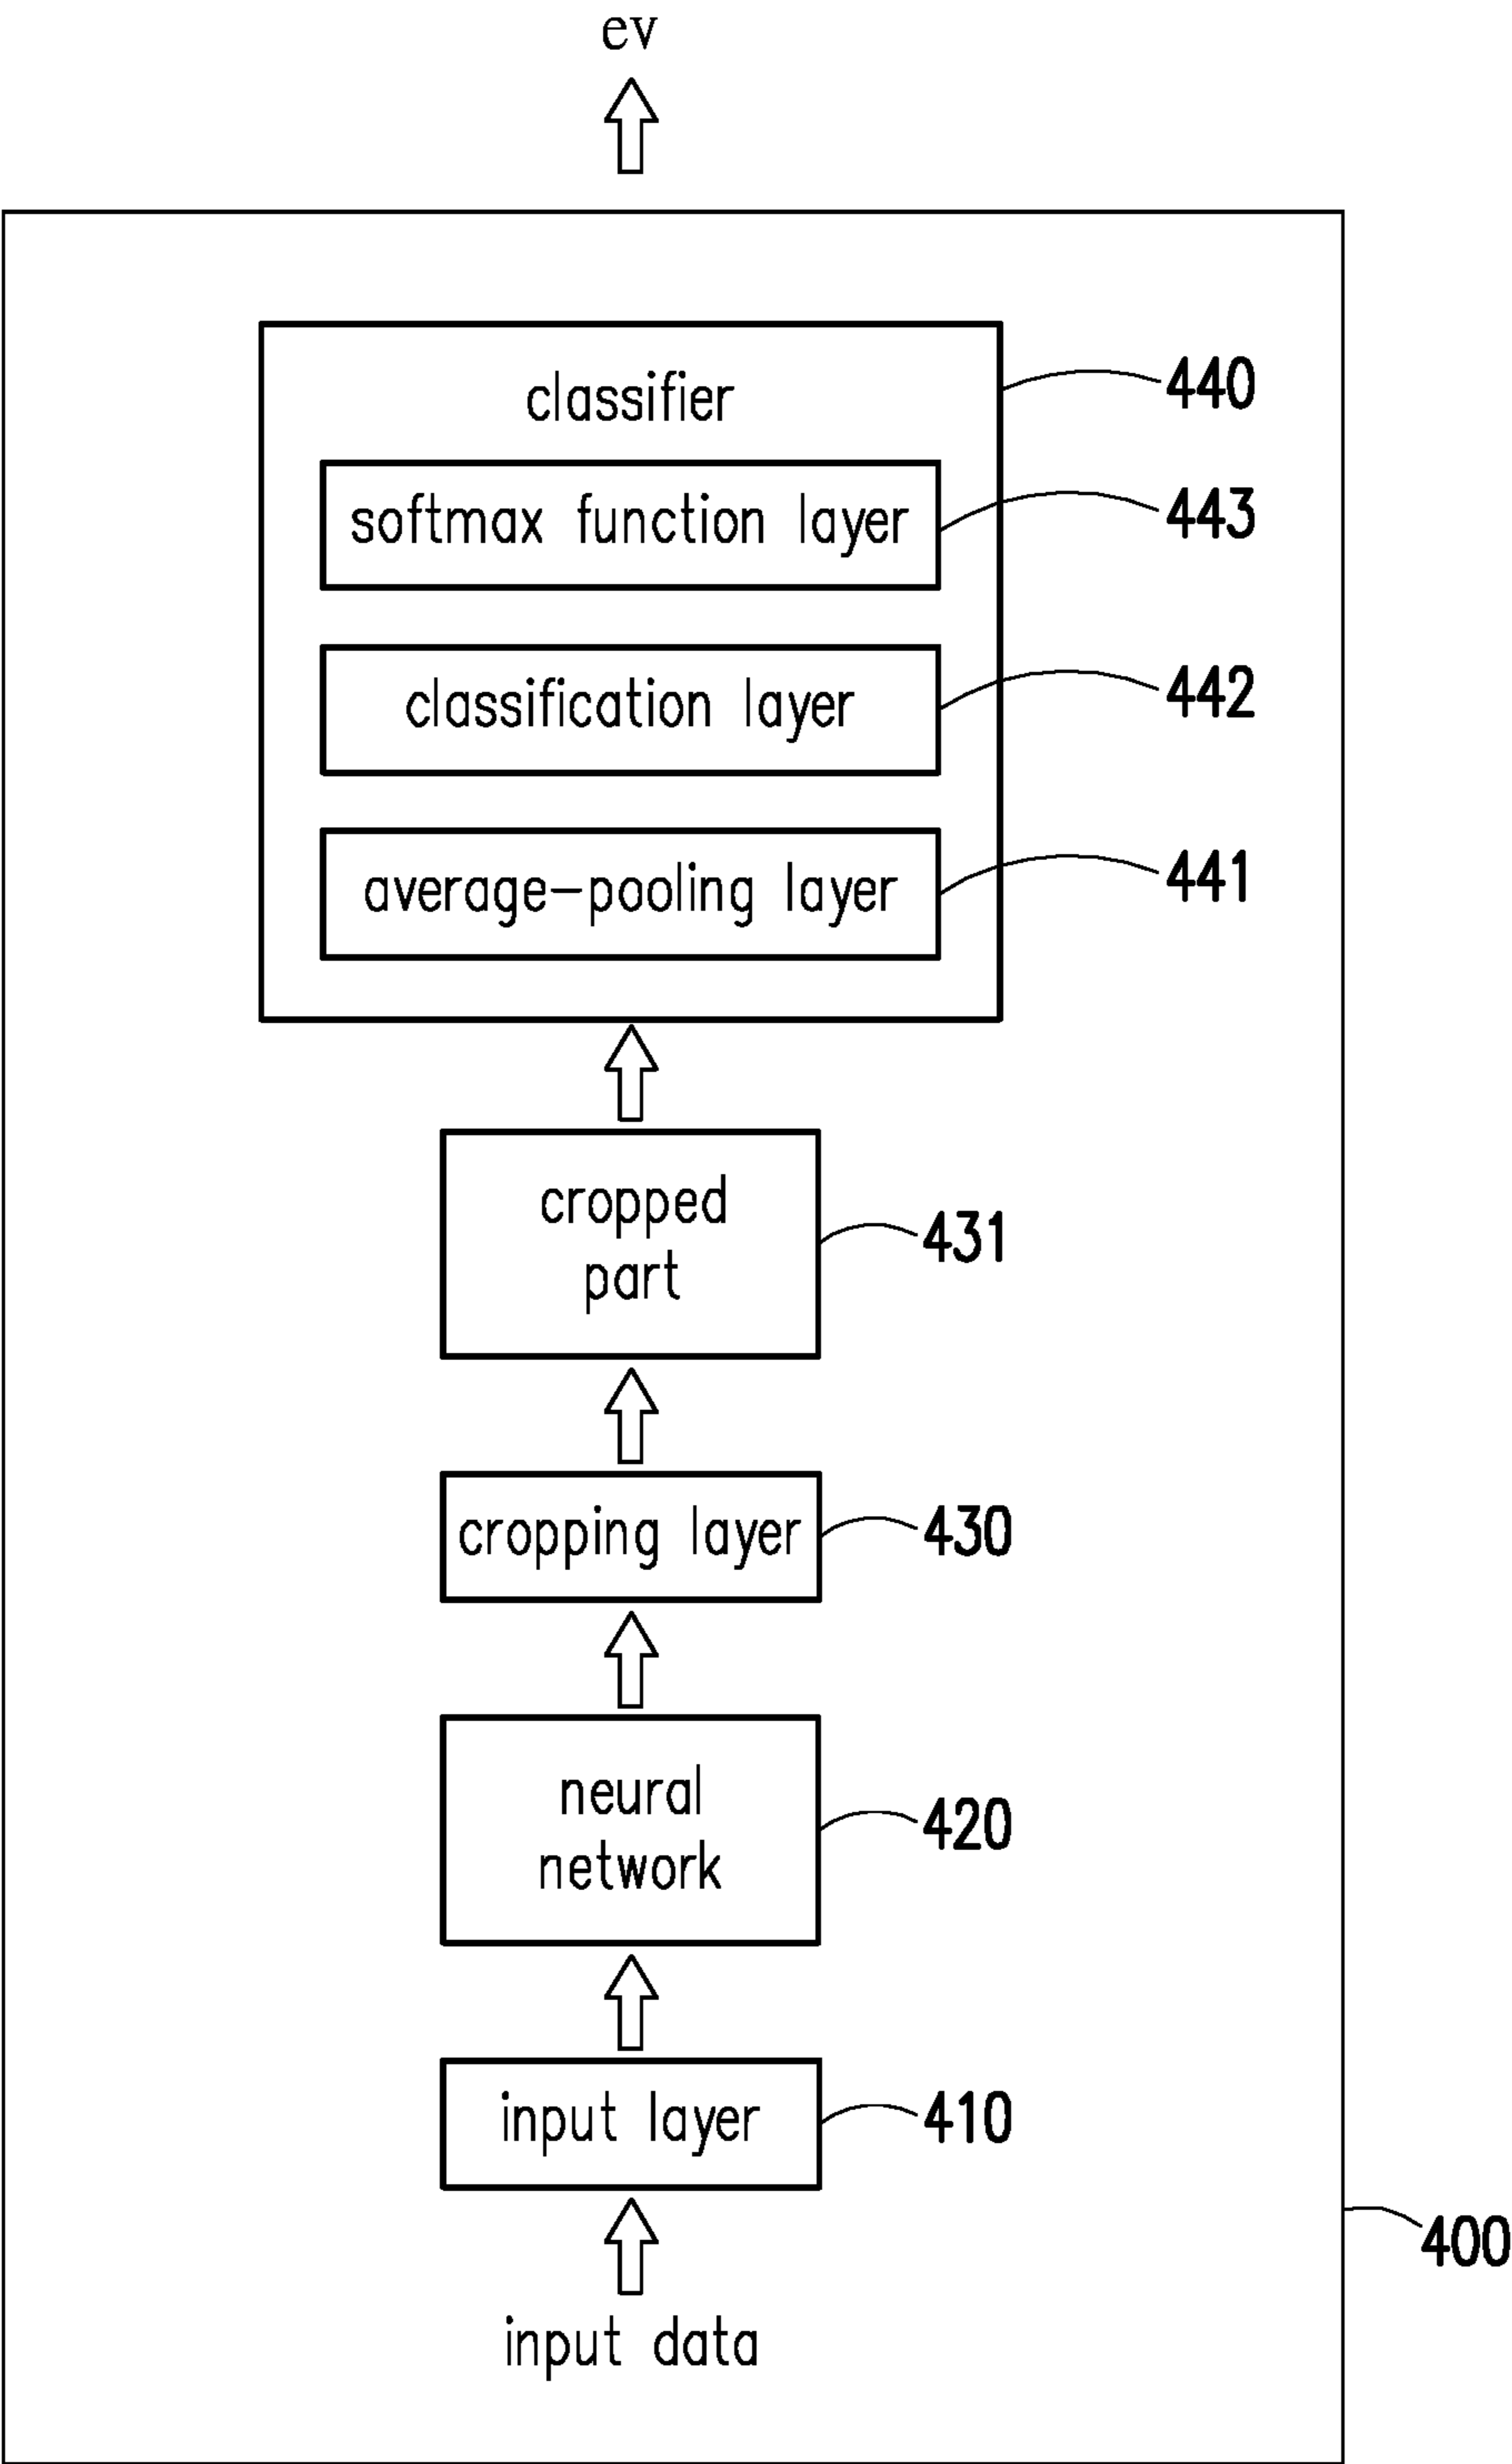 ev
classifier
440
softmax function layer
443
classification layer
442
average-pooling layer
441
cropped
part
431
cropping layer
430
neural
network
420
input layer
410
400
input data